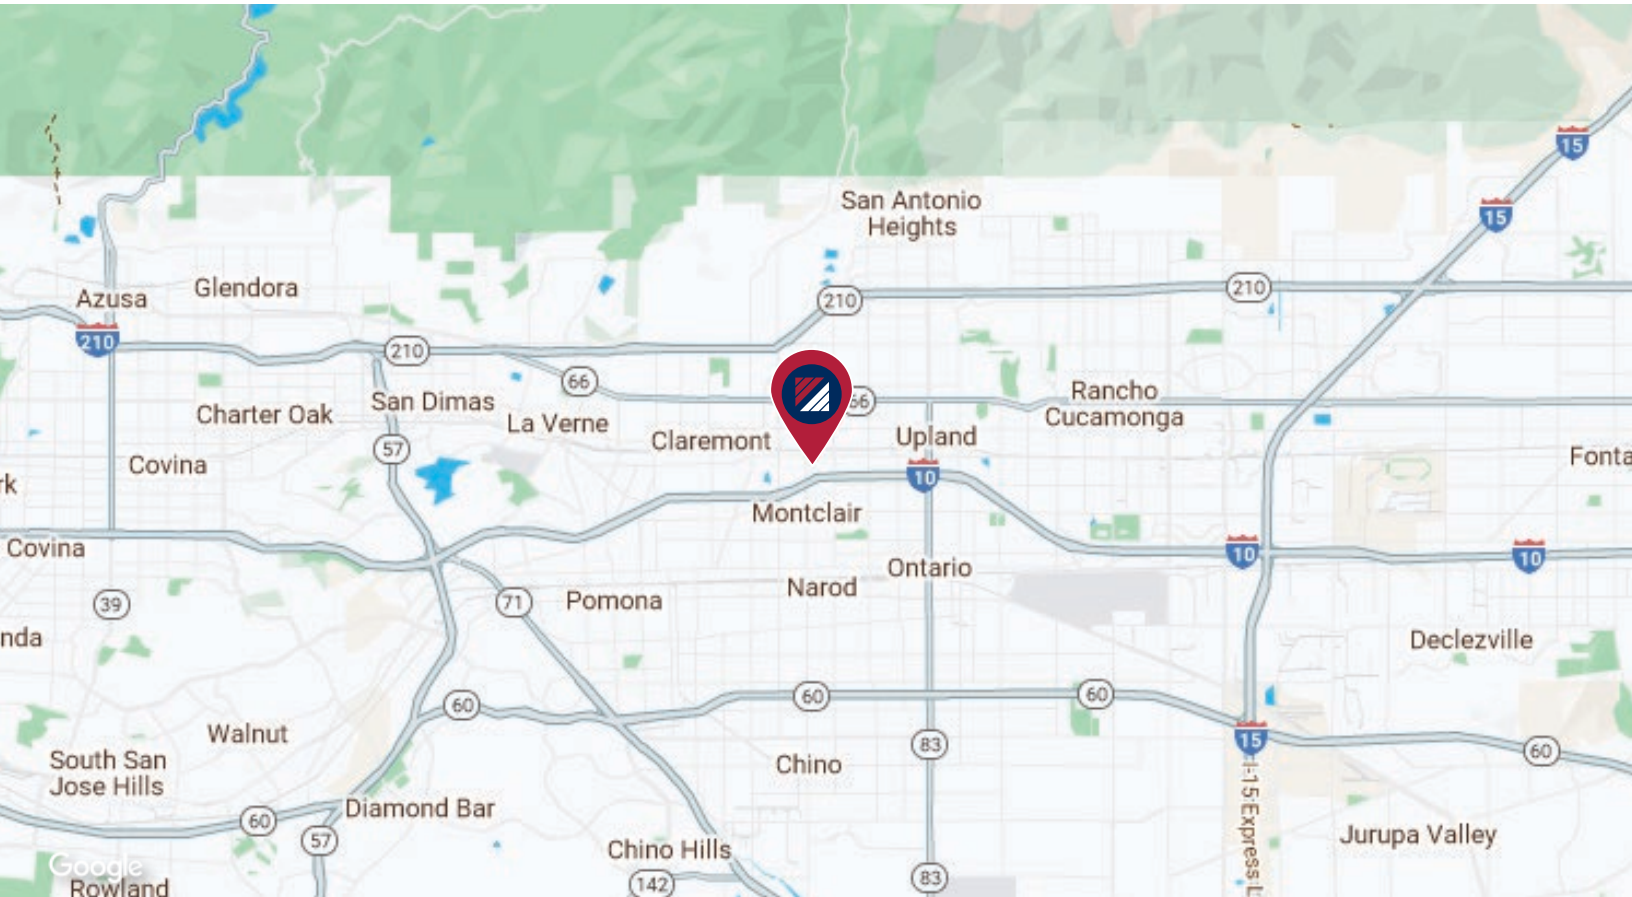 15
15
San Antonio
Heights
210
Glendora
Azusa
210
210
210
66
66
San Dimas
Rancho
Cucamonga
Charter Oak
La Verne
Claremont
Upland
57
Covina
Fonta
rk
10
Montclair
Covina
10
10
Ontario
Narod
39
71
Pomona
nda
Declezville
60
60
60
Walnut
83
15
60
South San
Jose Hills
Chino
I-15 Express L
Diamond Bar
60
57
Jurupa Valley
Chino Hills
Google
Rowland
142
83